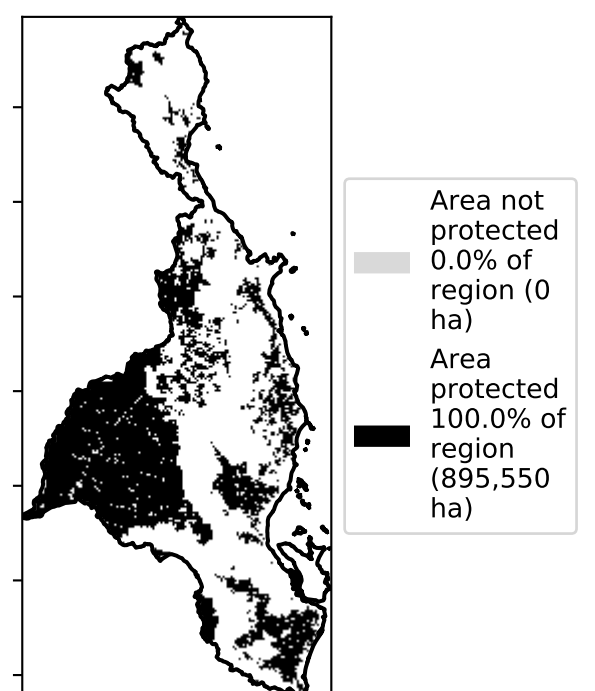 Area not
protected
0.0% of
region (0
ha)
Area
protected
100.0% of
region
(895,550
ha)